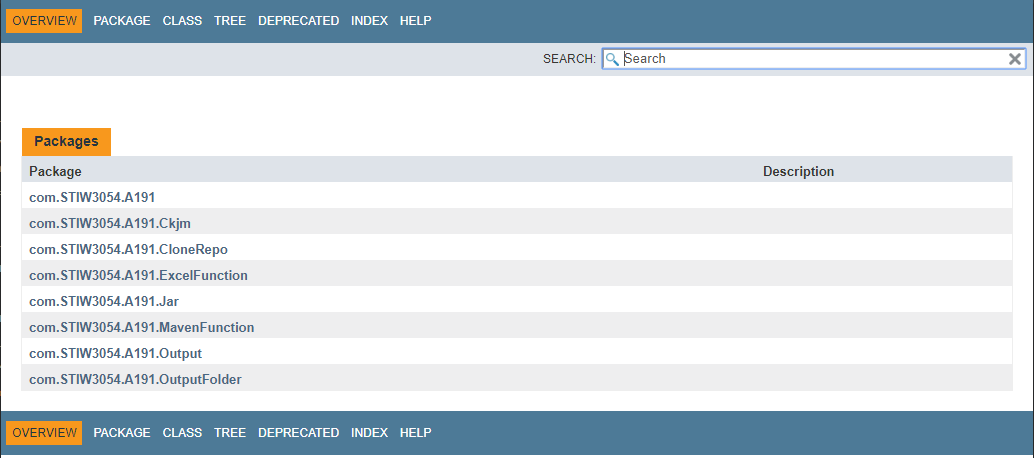 OVERVIEW PACKAGE CLASS TREE DEPRECATED INDEX HELP
SEARCH: Search
Packages
Package Description
com.STIW3054.A191
com.STIW3054.A191.Ckjm
com.STIW3054.A191.CloneRepo
com.STIW3054.A191.ExcelFunction
com.STIW3054.A191.Jar
com.STIW3054.A191.MavenFunction
com.STIW3054.A191.Output
com.STIW3054.A191.OutputFolder
OVERVIEW PACKAGE CLASS TREE DEPRECATED INDEX HELP